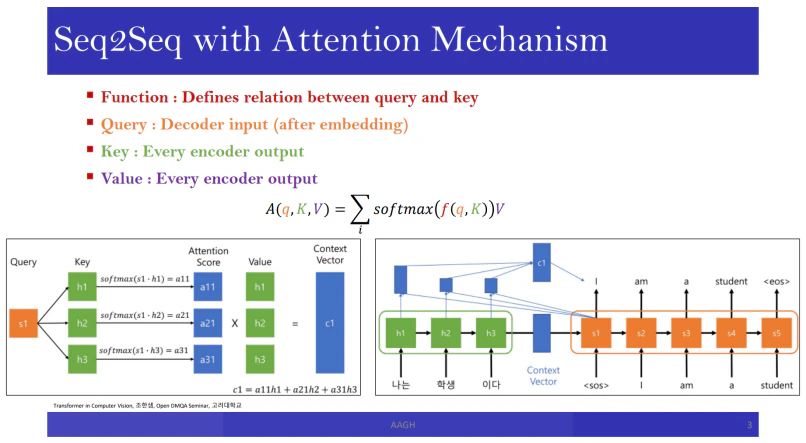 Seq2Seq with Attention Mechanism
Function : Defines relation between query and key
Query : Decoder input (after embedding)
Key : Every encoder output
Value : Every encoder output
A(q, K, V) = ∑ softmax(f(q, K))V
i
Query
Key
Attention Score
Value
Context Vector
s1
h1
softmax(s1 · h1) = a11
a11
h1
h2
softmax(s1 · h2) = a21
a21
X
h2
=
c1
h3
softmax(s1 · h3) = a31
a31
h3
c1 = a11h1 + a21h2 + a31h3
c1
I
am
a
student
<eos>
h1
h2
h3
s1
s2
s3
s4
s5
Context Vector
나는
학생
이다
<sos>
I
am
a
student
Transformer in Computer Vision, 조한샘, Open DMQA Seminar, 고려대학교
AAGH
3